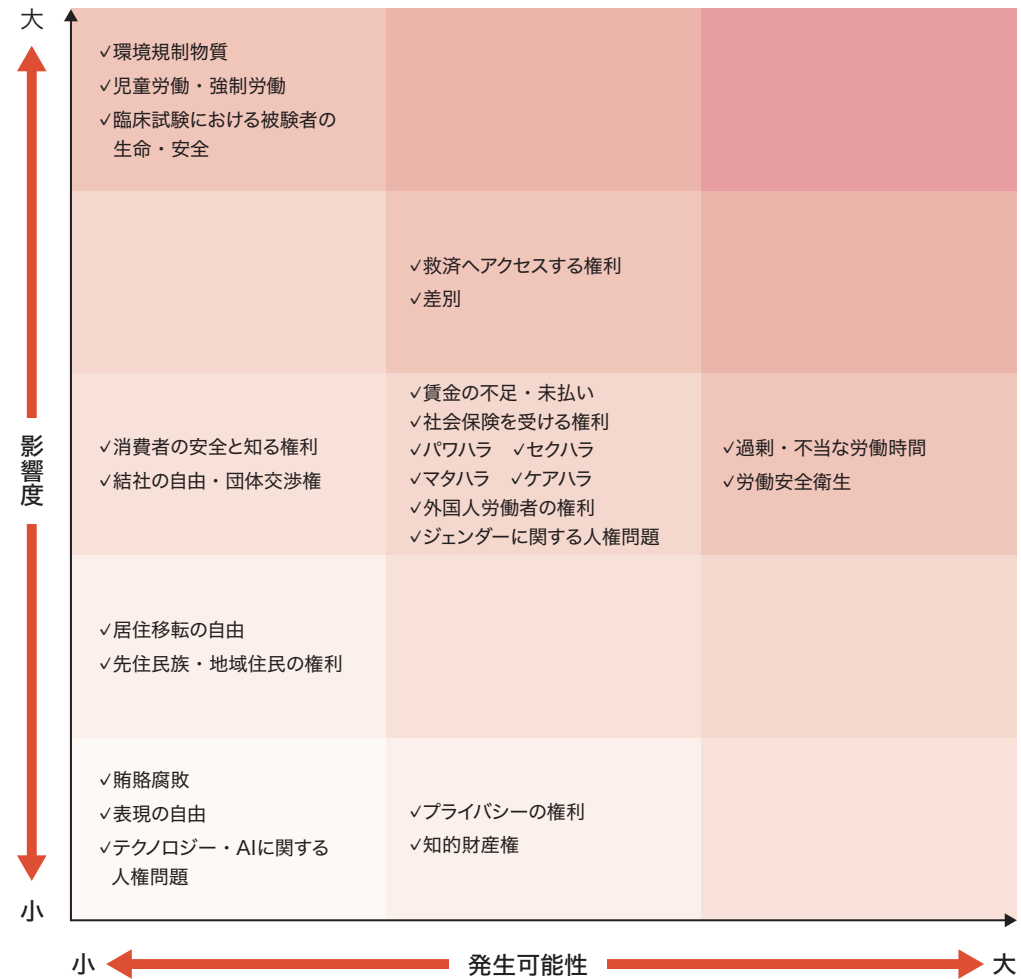 大
✓環境規制物質
✓児童労働・強制労働
✓臨床試験における被験者の
生命・安全
✓救済へアクセスする権利
✓差別
影響度
✓消費者の安全と知る権利
✓結社の自由・団体交渉権
✓賃金の不足・未払い
✓社会保険を受ける権利
✓パワハラ ✓セクハラ
✓マタハラ ✓ケアハラ
✓外国人労働者の権利
✓ジェンダーに関する人権問題
✓過剰・不当な労働時間
✓労働安全衛生
✓居住移転の自由
✓先住民族・地域住民の権利
✓賄賂腐敗
✓表現の自由
✓テクノロジー・AIに関する
人権問題
✓プライバシーの権利
✓知的財産権
小
小 発生可能性 大